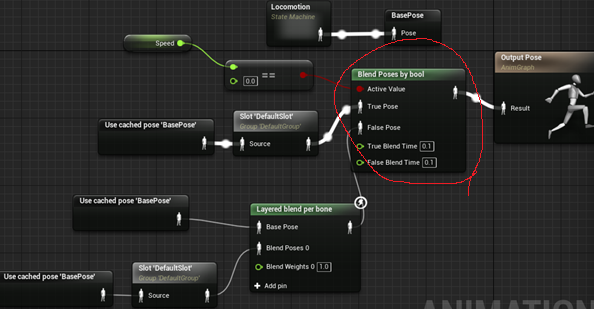 Locomotion
State Machine
BasePose
Pose
Speed
0.0
==
Blend Poses by bool
Active Value
True Pose
False Pose
True Blend Time 0.1
False Blend Time 0.1
Output Pose
AnimGraph
Result
Use cached pose 'BasePose'
Slot 'DefaultSlot'
Group 'DefaultGroup'
Source
Use cached pose 'BasePose'
Layered blend per bone
Base Pose
Blend Poses 0
Blend Weights 0 1.0
Add pin
Use cached pose 'BasePose'
Slot 'DefaultSlot'
Group 'DefaultGroup'
Source
ANIMATION